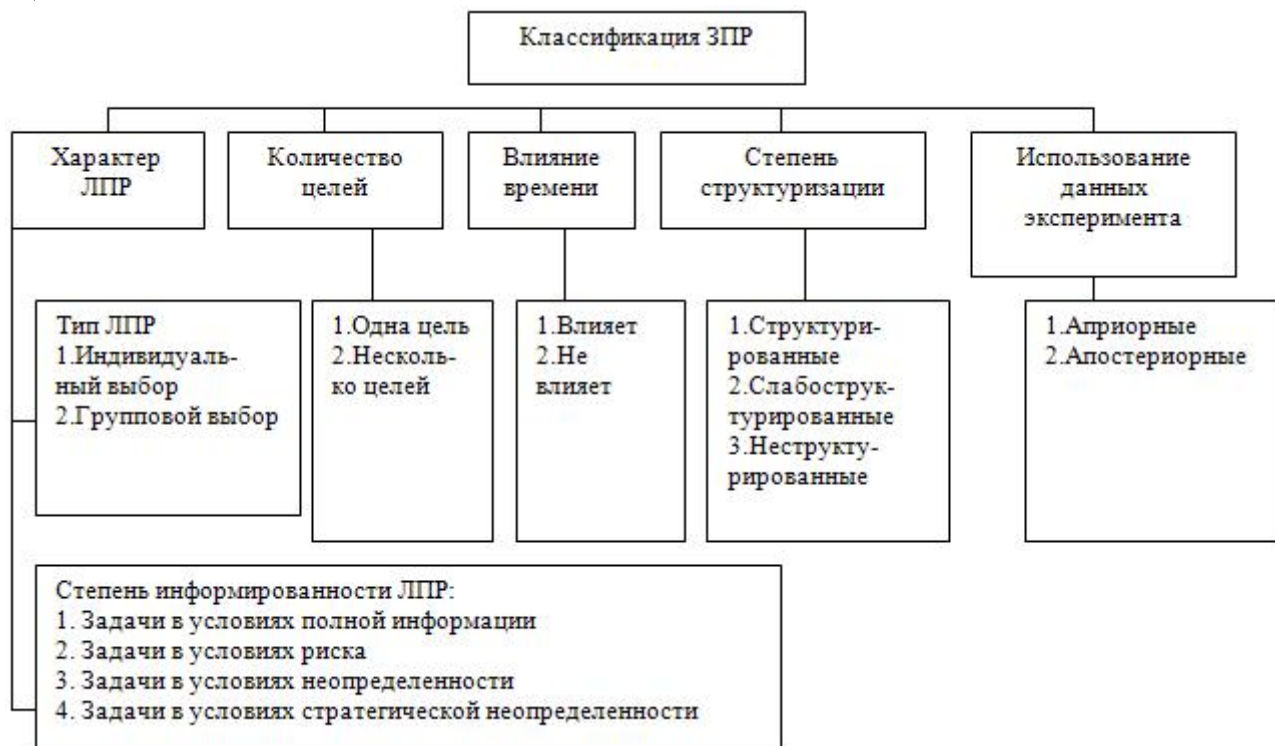 Классификация ЗПР
Характер
ЛПР
Количество
целей
Влияние
времени
Степень
структуризации
Использование
данных
эксперимента
Тип ЛПР
1.Индивидуаль-
ный выбор
2.Групповой выбор
1.Одна цель
2.Несколь-
ко целей
1.Влияет
2.Не
влияет
1.Структури-
рованные
2.Слабострук-
турированные
3.Неструкту-
рированные
1.Априорные
2.Апостериорные
Степень информированности ЛПР:
1. Задачи в условиях полной информации
2. Задачи в условиях риска
3. Задачи в условиях неопределенности
4. Задачи в условиях стратегической неопределенности